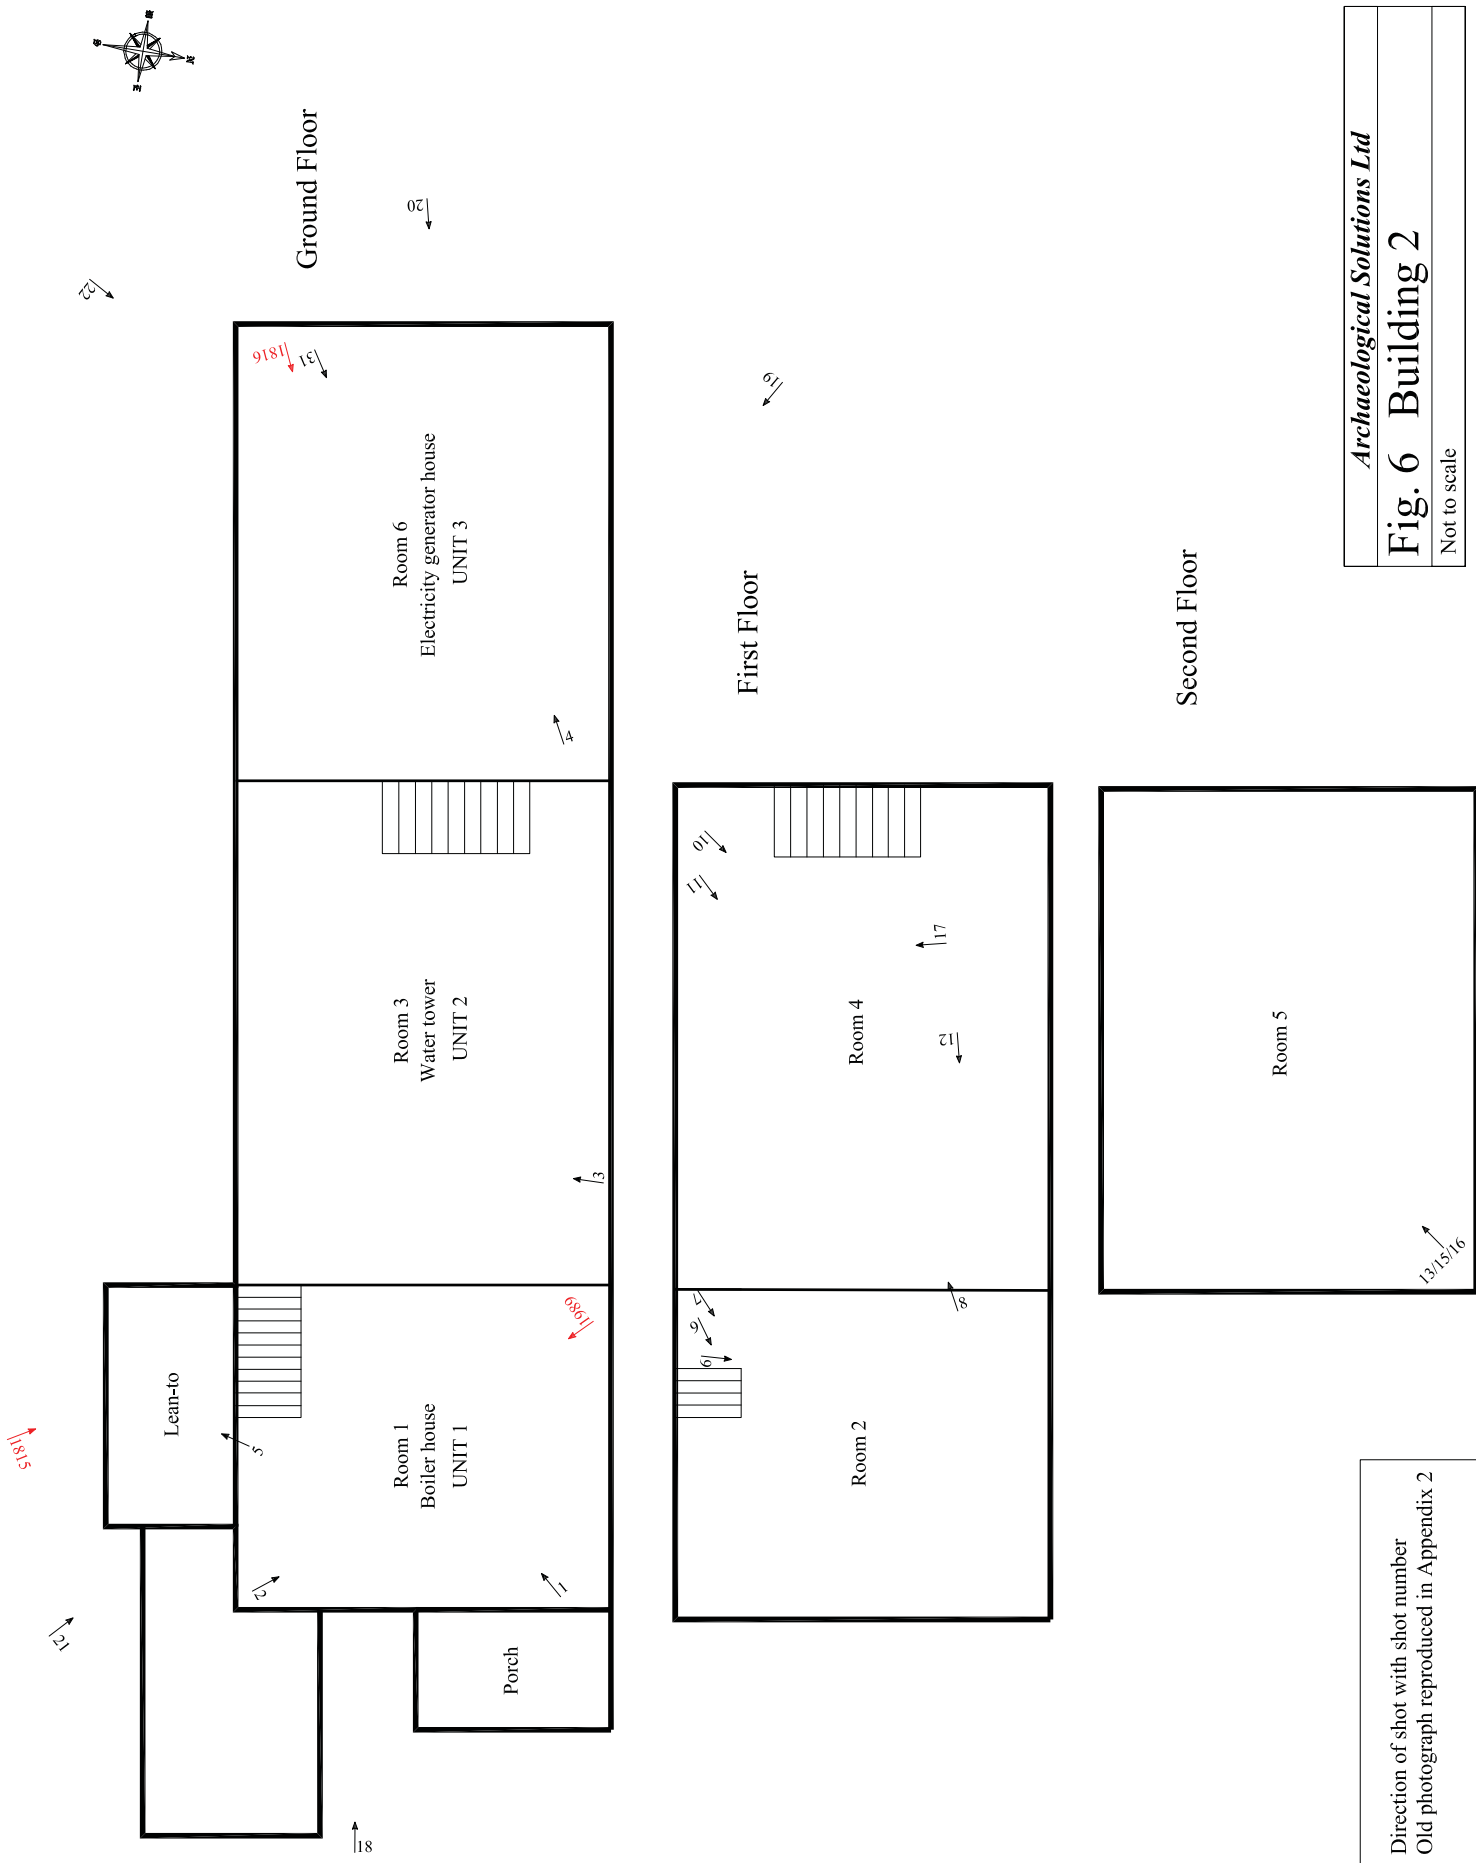 Ground Floor
22
20
1816
31
Room 6
Electricity generator house
UNIT 3
4
Room 3
Water tower
UNIT 2
3
Lean-to
1815
5
1989
Room 1
Boiler house
UNIT 1
2
1
21
Porch
18
First Floor
19
10
11
17
Room 4
12
7
6
9
8
Room 2
Second Floor
Room 5
13/15/16
Archaeological Solutions Ltd
Fig. 6 Building 2
Not to scale
Direction of shot with shot number
Old photograph reproduced in Appendix 2